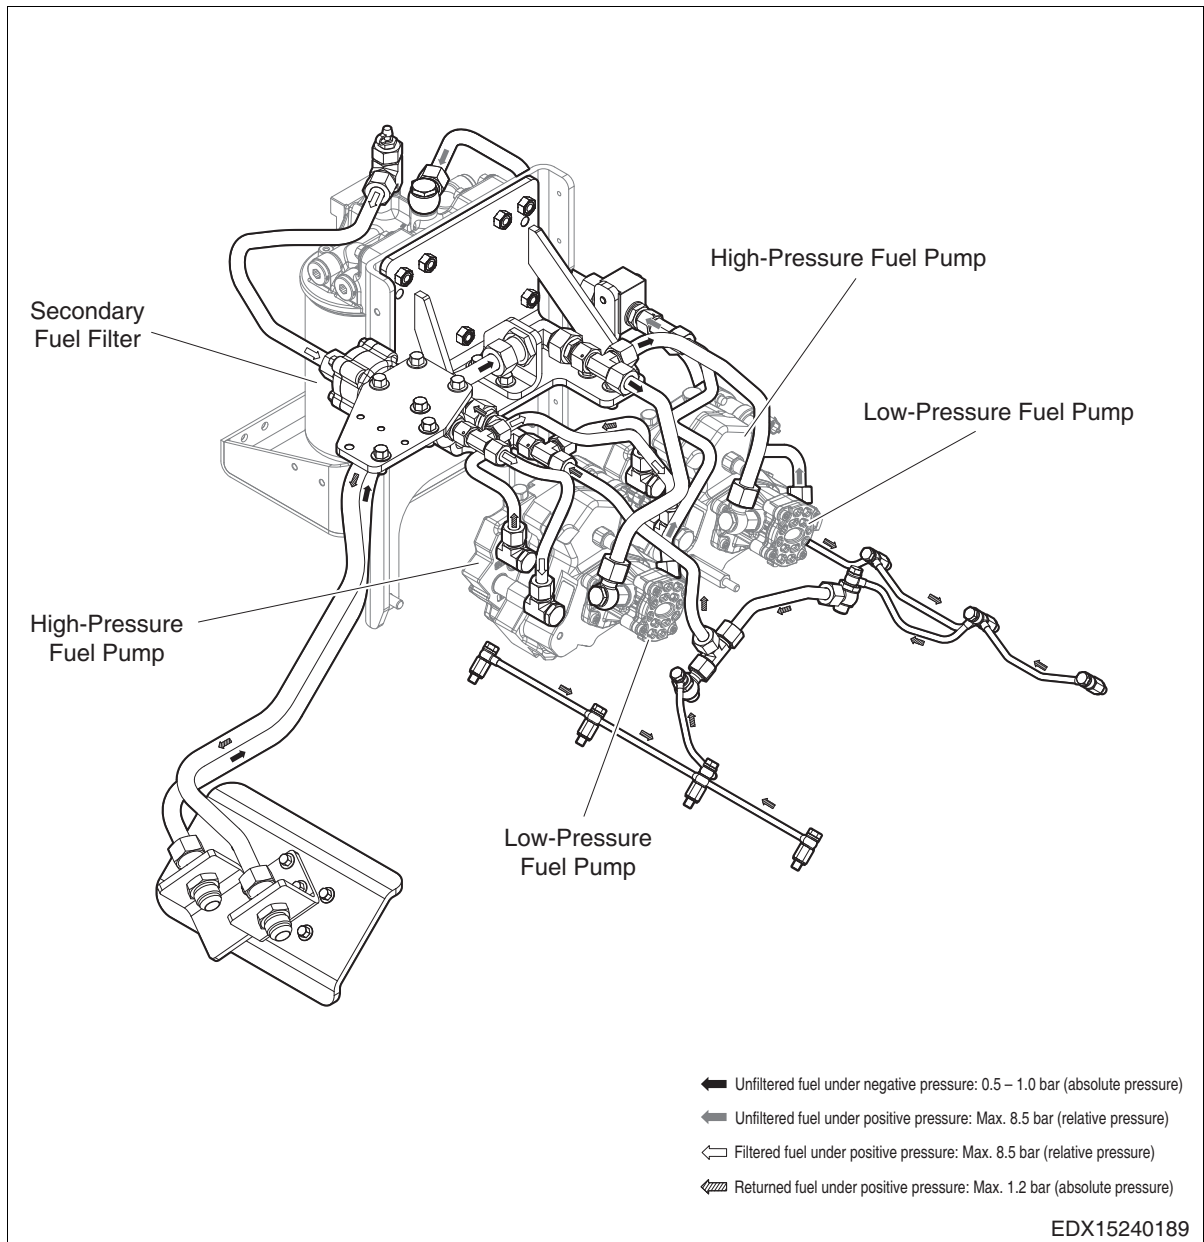 High-Pressure Fuel Pump
Secondary
Fuel Filter
Low-Pressure Fuel Pump
High-Pressure
Fuel Pump
Low-Pressure
Fuel Pump
Unfiltered fuel under negative pressure: 0.5 – 1.0 bar (absolute pressure)
Unfiltered fuel under positive pressure: Max. 8.5 bar (relative pressure)
Filtered fuel under positive pressure: Max. 8.5 bar (relative pressure)
Returned fuel under positive pressure: Max. 1.2 bar (absolute pressure)
EDX15240189